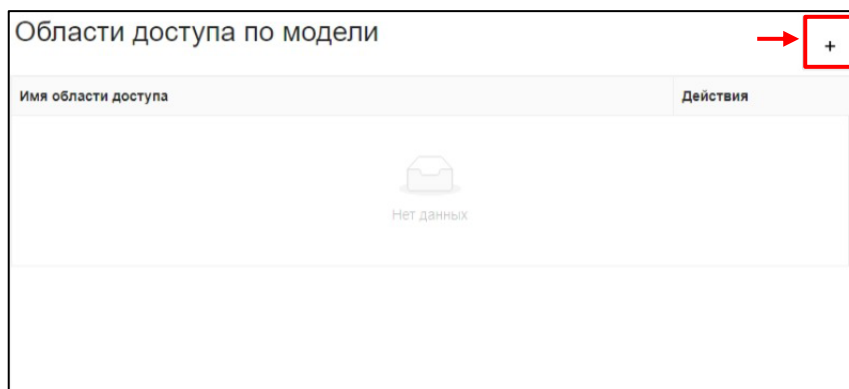 Области доступа по модели
+
Имя области доступа
Действия
Нет данных